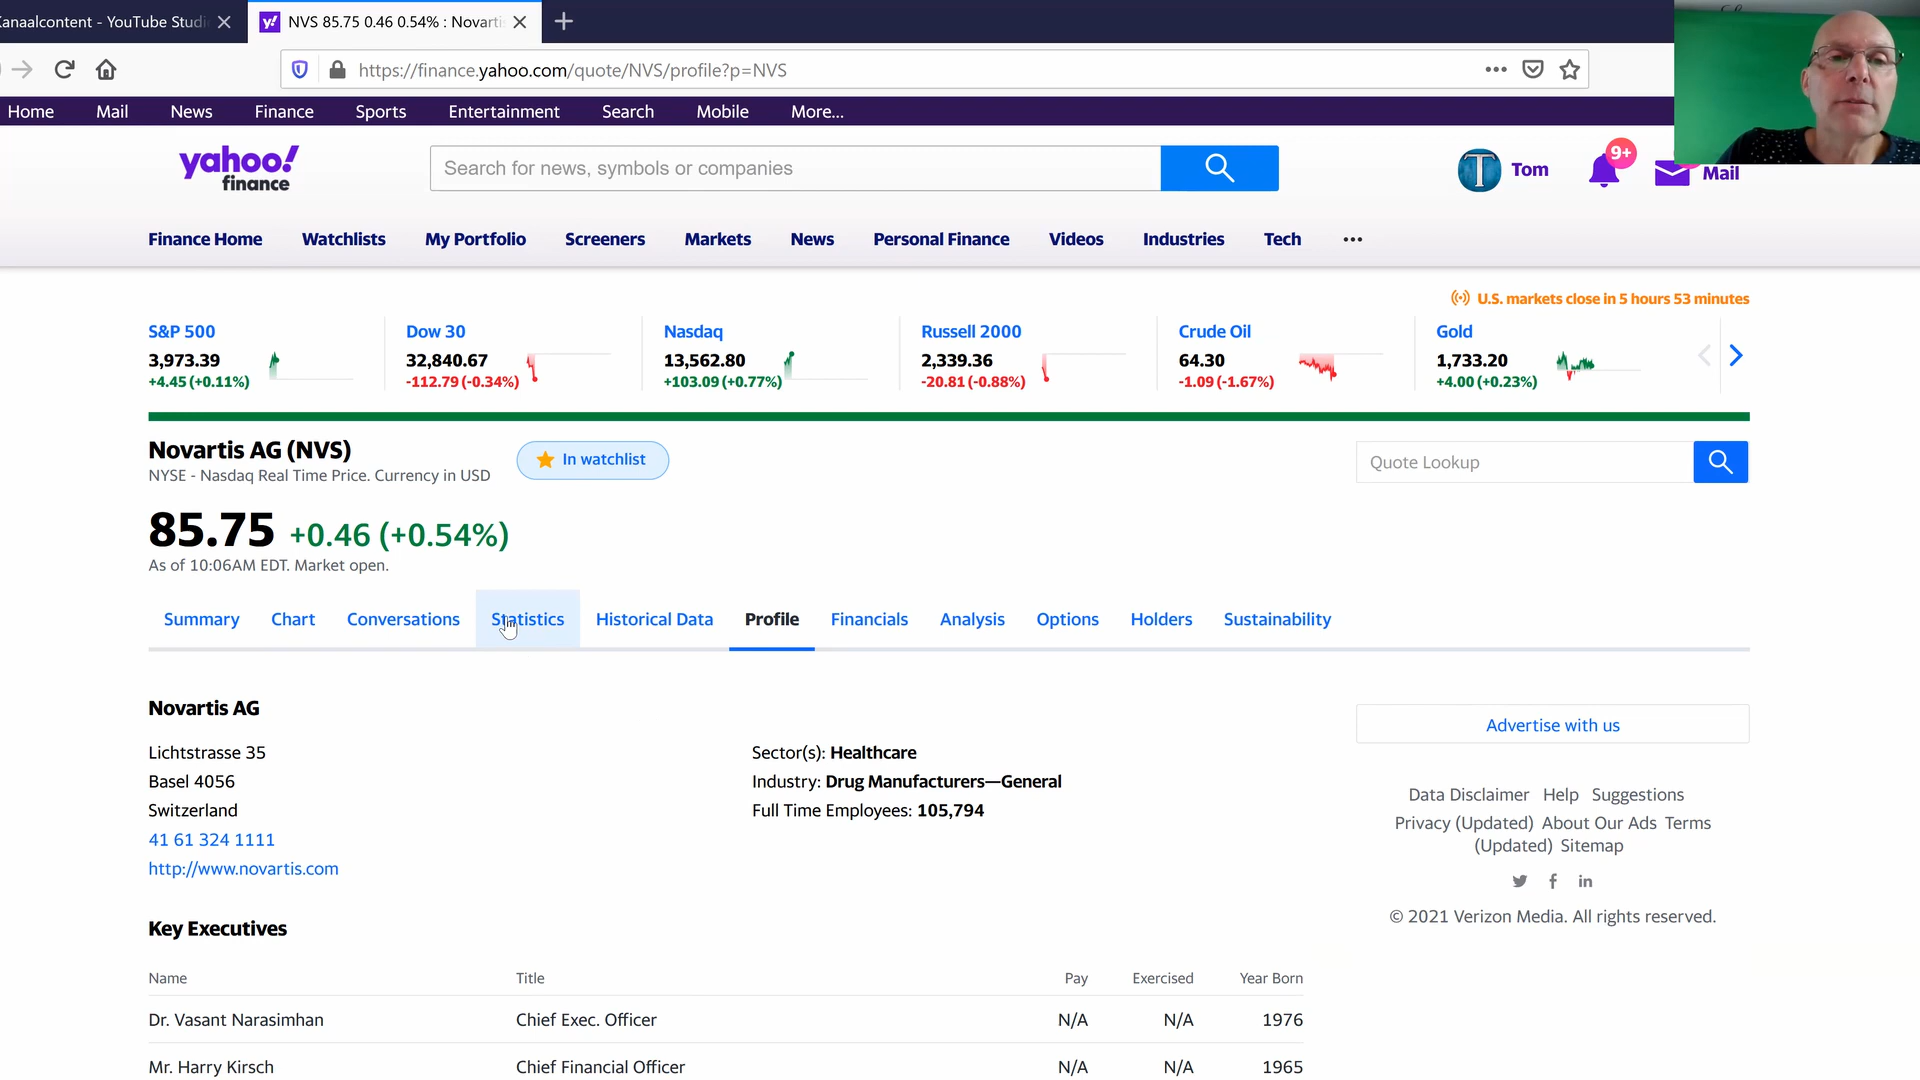 Kanaalcontent - YouTube Studi
NVS 85.75 0.46 0.54% : Novarti
https://finance.yahoo.com/quote/NVS/profile?p=NVS
Home Mail News Finance Sports Entertainment Search Mobile More...
yahoo!
finance
Search for news, symbols or companies
T Tom 9+ Mail
Finance Home Watchlists My Portfolio Screeners Markets News Personal Finance Videos Industries Tech
U.S. markets close in 5 hours 53 minutes
S&P 500 Dow 30 Nasdaq Russell 2000 Crude Oil Gold
3,973.39 32,840.67 13,562.80 2,339.36 64.30 1,733.20
+4.45 (+0.11%) -112.79 (-0.34%) +103.09 (+0.77%) -20.81 (-0.88%) -1.09 (-1.67%) +4.00 (+0.23%)
Novartis AG (NVS) In watchlist Quote Lookup
NYSE - Nasdaq Real Time Price. Currency in USD
85.75 +0.46 (+0.54%)
As of 10:06AM EDT. Market open.
Summary Chart Conversations Statistics Historical Data Profile Financials Analysis Options Holders Sustainability
Novartis AG
Lichtstrasse 35
Basel 4056
Switzerland
41 61 324 1111
http://www.novartis.com
Sector(s): Healthcare
Industry: Drug Manufacturers—General
Full Time Employees: 105,794
Advertise with us
Data Disclaimer Help Suggestions
Privacy (Updated) About Our Ads Terms
(Updated) Sitemap
© 2021 Verizon Media. All rights reserved.
Key Executives
Name Title Pay Exercised Year Born
Dr. Vasant Narasimhan Chief Exec. Officer N/A N/A 1976
Mr. Harry Kirsch Chief Financial Officer N/A N/A 1965